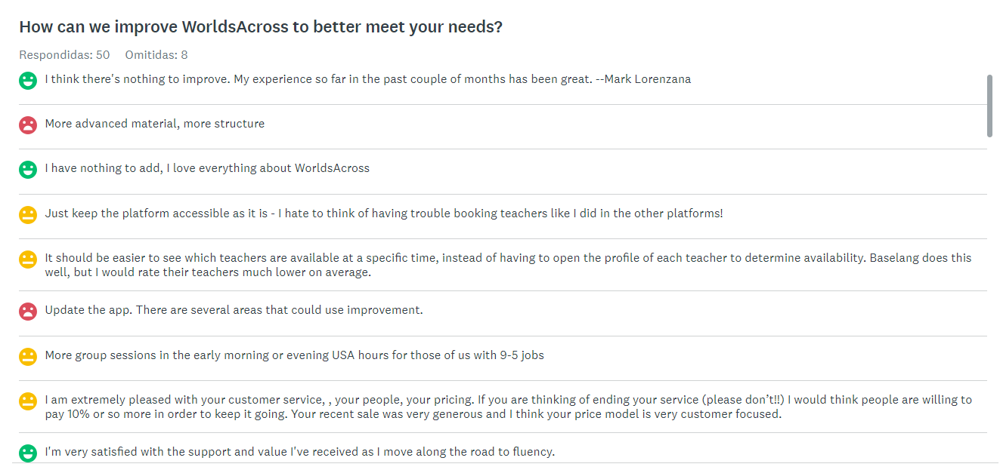 How can we improve WorldsAcross to better meet your needs?
Respondidas: 50 Omitidas: 8
I think there's nothing to improve. My experience so far in the past couple of months has been great. --Mark Lorenzana
More advanced material, more structure
I have nothing to add, I love everything about WorldsAcross
Just keep the platform accessible as it is - I hate to think of having trouble booking teachers like I did in the other platforms!
It should be easier to see which teachers are available at a specific time, instead of having to open the profile of each teacher to determine availability. Baselang does this
well, but I would rate their teachers much lower on average.
Update the app. There are several areas that could use improvement.
More group sessions in the early morning or evening USA hours for those of us with 9-5 jobs
I am extremely pleased with your customer service, , your people, your pricing. If you are thinking of ending your service (please don’t!!) I would think people are willing to
pay 10% or so more in order to keep it going. Your recent sale was very generous and I think your price model is very customer focused.
I'm very satisfied with the support and value I've received as I move along the road to fluency.